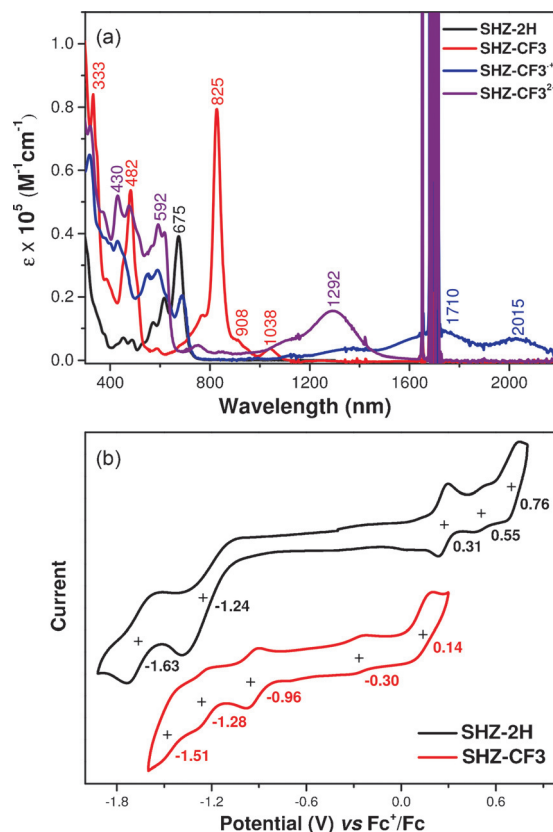 (a)
SHZ-2H
SHZ-CF3
SHZ-CF3·+
SHZ-CF32-
333
482
430
592
675
825
908
1038
1292
1710
2015
1.0
0.8
0.6
0.4
0.2
0.0
ε X 10⁵ (M⁻¹cm⁻¹)
400 800 1200 1600 2000
Wavelength (nm)
(b)
0.76
0.55
0.31
-1.24
-1.63
0.14
-0.30
-0.96
-1.28
-1.51
SHZ-2H
SHZ-CF3
Current
-1.8 -1.2 -0.6 0.0 0.6
Potential (V) vs Fc⁺/Fc